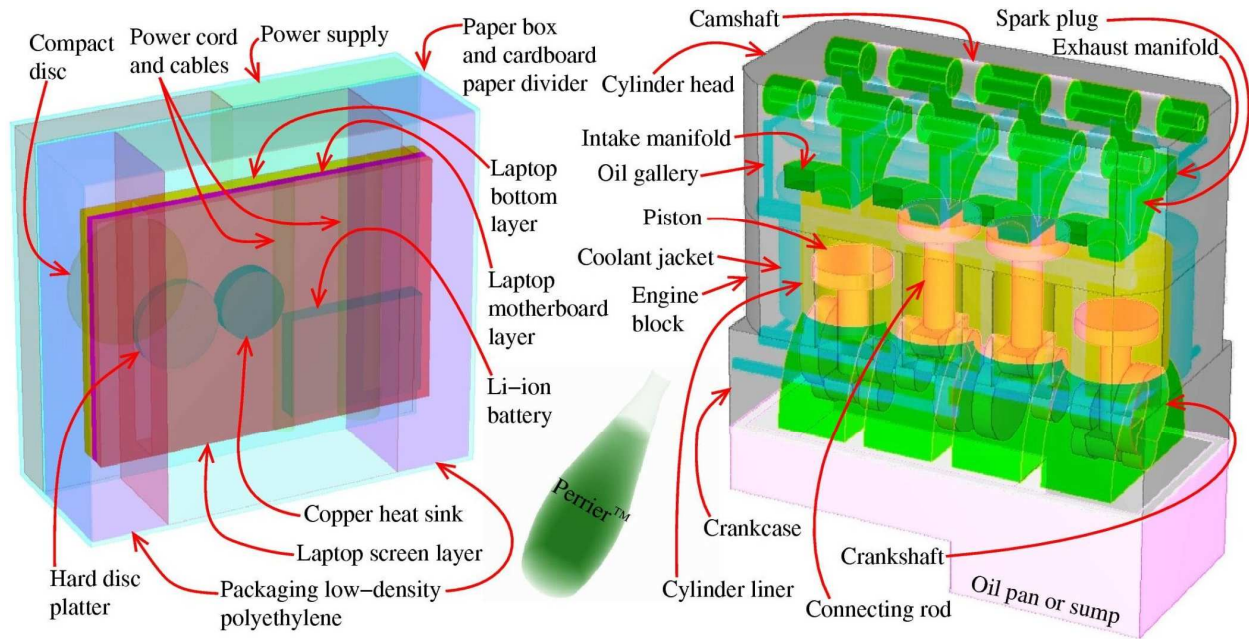 Compact
disc
Power cord
and cables
Power supply
Paper box
and cardboard
paper divider
Laptop
bottom
layer
Laptop
motherboard
layer
Li−ion
battery
Copper heat sink
Laptop screen layer
Hard disc
platter
Packaging low−density
polyethylene
Perrier™
Camshaft
Spark plug
Exhaust manifold
Cylinder head
Intake manifold
Oil gallery
Piston
Coolant jacket
Engine
block
Crankcase
Crankshaft
Cylinder liner
Connecting rod
Oil pan or sump